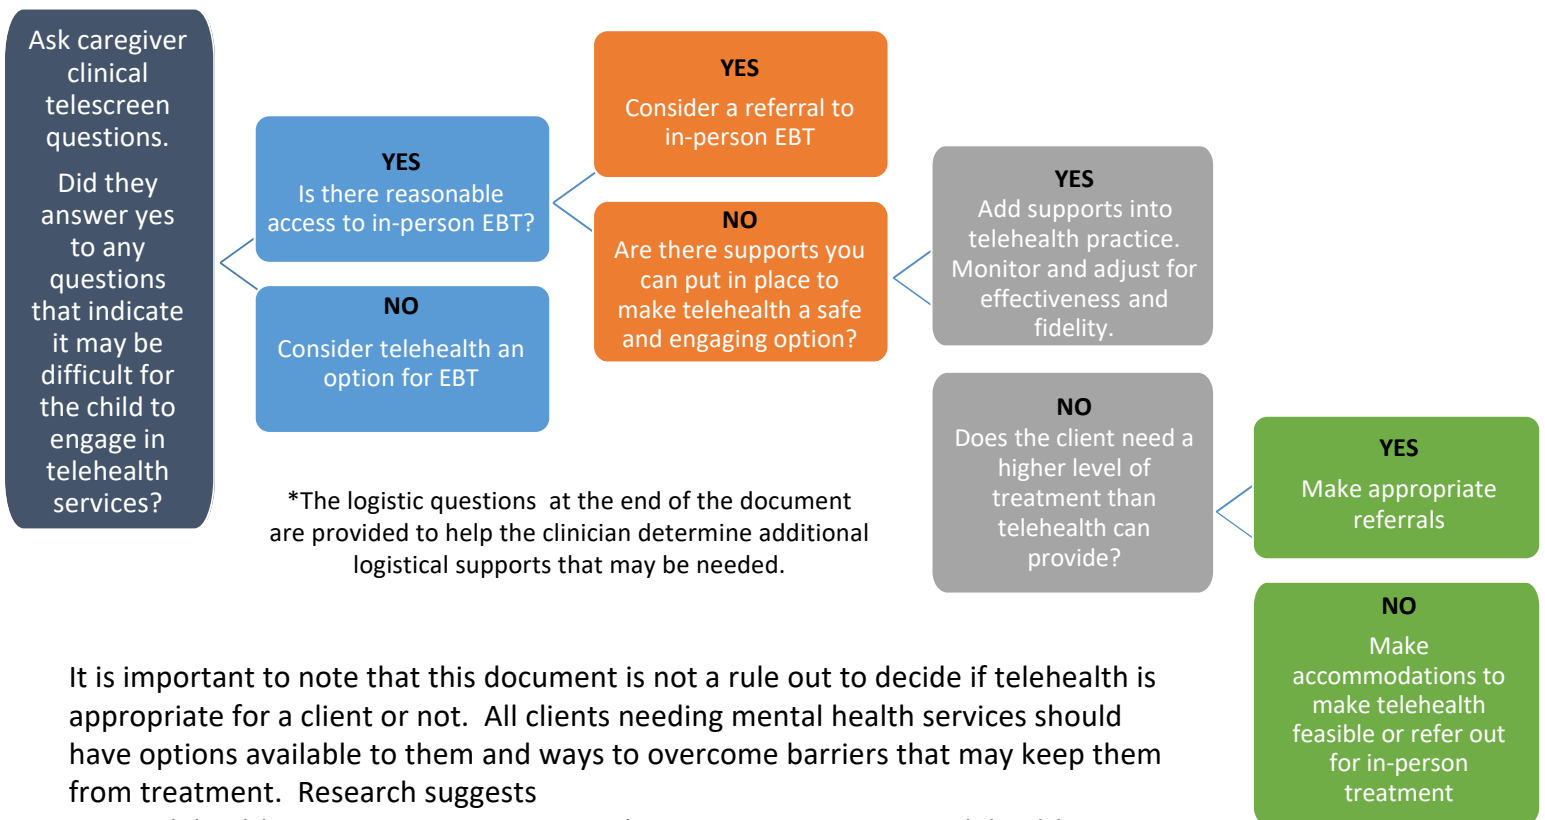 Ask caregiver
clinical
telescreen
questions.
Did they
answer yes
to any
questions
that indicate
it may be
difficult for
the child to
engage in
telehealth
services?
YES
Is there reasonable
access to in-person EBT?
NO
Consider telehealth an
option for EBT
YES
Consider a referral to
in-person EBT
NO
Are there supports you
can put in place to
make telehealth a safe
and engaging option?
YES
Add supports into
telehealth practice.
Monitor and adjust for
effectiveness and
fidelity.
NO
Does the client need a
higher level of
treatment than
telehealth can
provide?
YES
Make appropriate
referrals
NO
Make
accommodations to
make telehealth
feasible or refer out
for in-person
treatment
*The logistic questions at the end of the document
are provided to help the clinician determine additional
logistical supports that may be needed.
It is important to note that this document is not a rule out to decide if telehealth is
appropriate for a client or not. All clients needing mental health services should
have options available to them and ways to overcome barriers that may keep them
from treatment. Research suggests